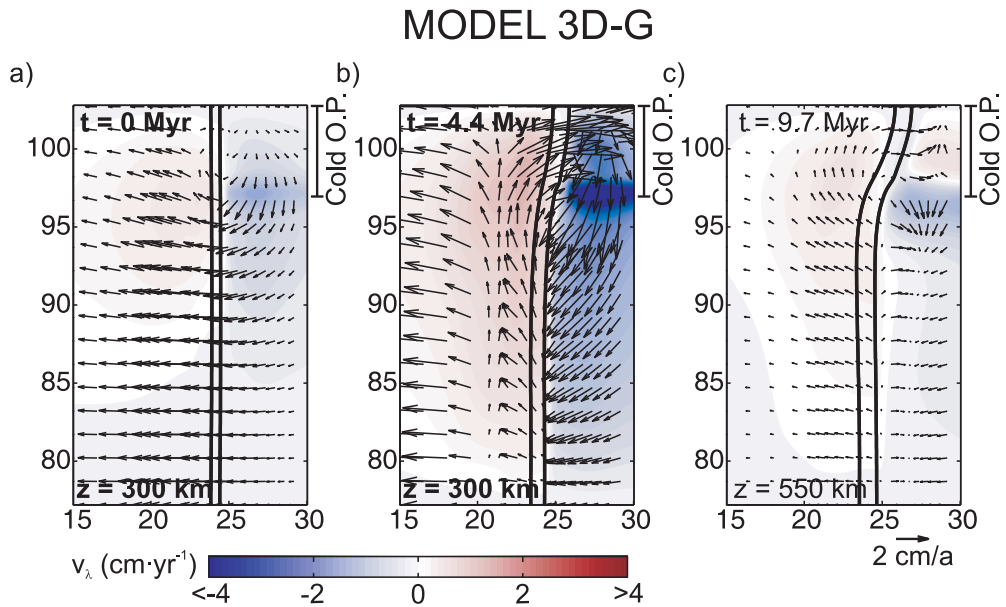 MODEL 3D-G
a)
b)
c)
t = 0 Myr
t = 4.4 Myr
t = 9.7 Myr
Cold O.P.
Cold O.P.
Cold O.P.
100
95
90
85
80
100
95
90
85
80
100
95
90
85
80
z = 300 km
z = 300 km
z = 550 km
15 20 25 30
15 20 25 30
15 20 25 30
2 cm/a
vλ (cm·yr-1)
<-4 -2 0 2 >4